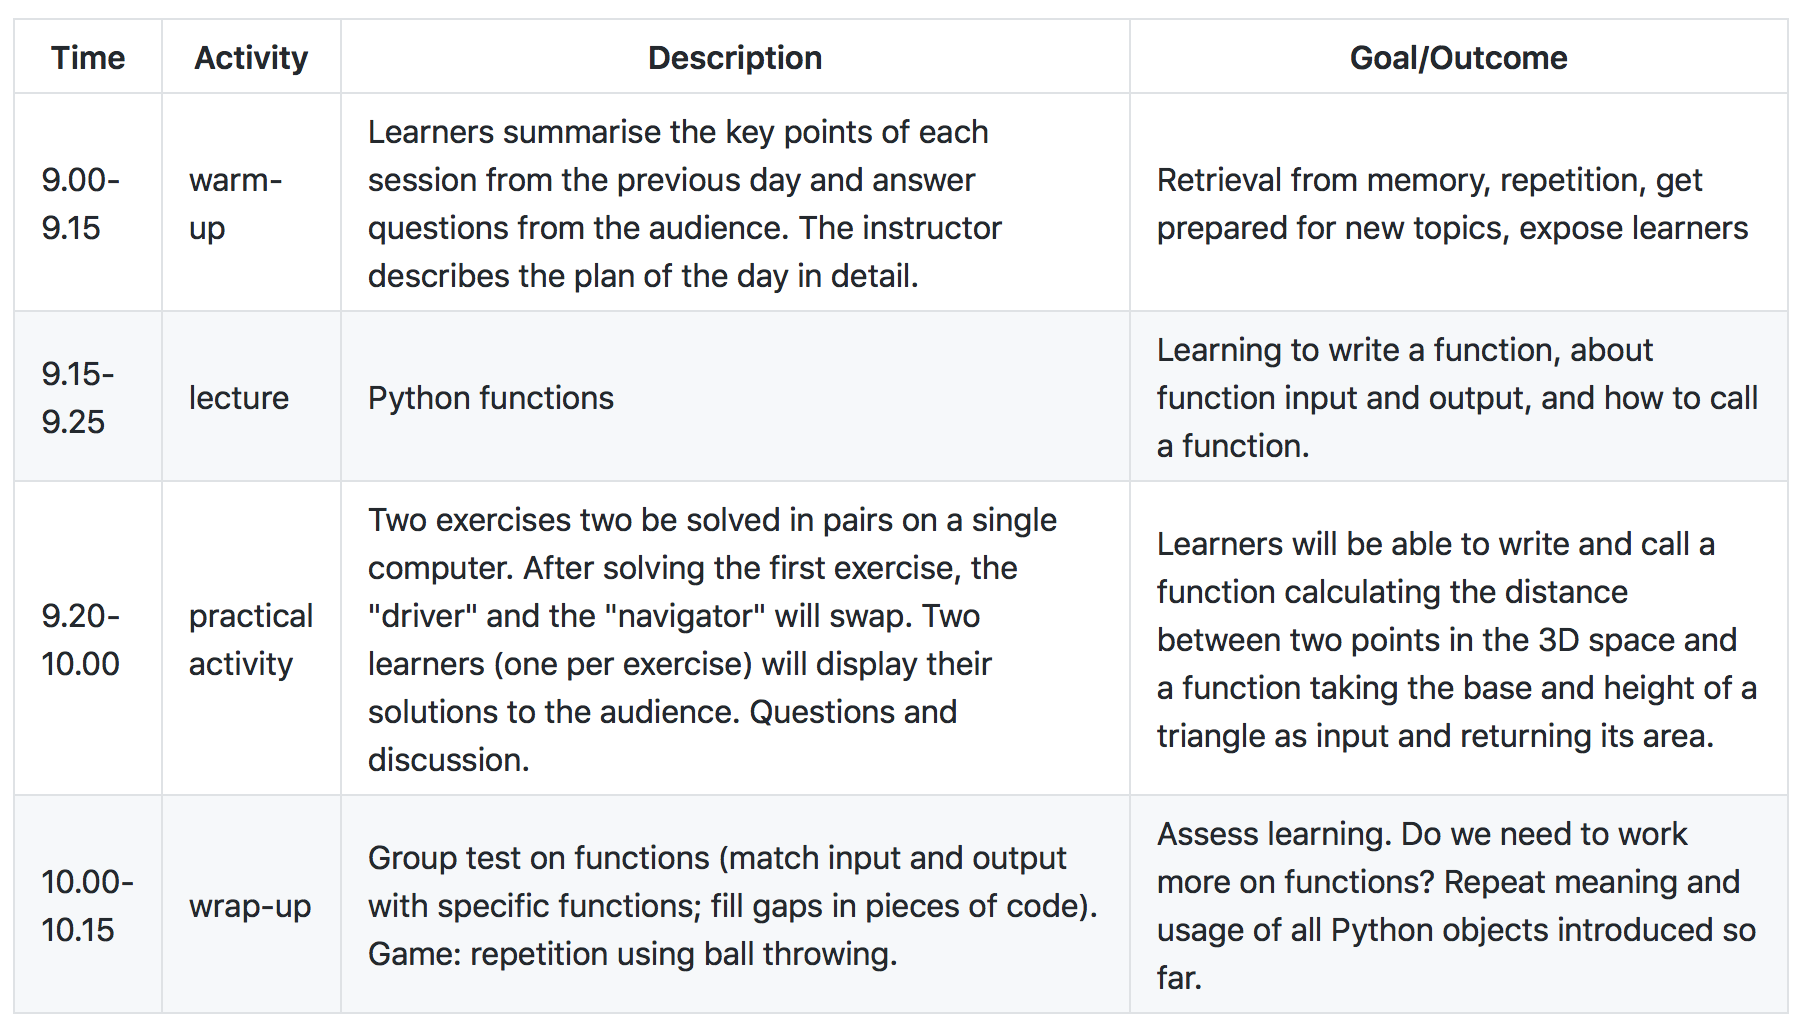 Time Activity Description Goal/Outcome
9.00-
9.15
warm-
up
Learners summarise the key points of each
session from the previous day and answer
questions from the audience. The instructor
describes the plan of the day in detail.
Retrieval from memory, repetition, get
prepared for new topics, expose learners
9.15-
9.25
lecture
Python functions
Learning to write a function, about
function input and output, and how to call
a function.
9.20-
10.00
practical
activity
Two exercises two be solved in pairs on a single
computer. After solving the first exercise, the
"driver" and the "navigator" will swap. Two
learners (one per exercise) will display their
solutions to the audience. Questions and
discussion.
Learners will be able to write and call a
function calculating the distance
between two points in the 3D space and
a function taking the base and height of a
triangle as input and returning its area.
10.00-
10.15
wrap-up
Group test on functions (match input and output
with specific functions; fill gaps in pieces of code).
Game: repetition using ball throwing.
Assess learning. Do we need to work
more on functions? Repeat meaning and
usage of all Python objects introduced so
far.